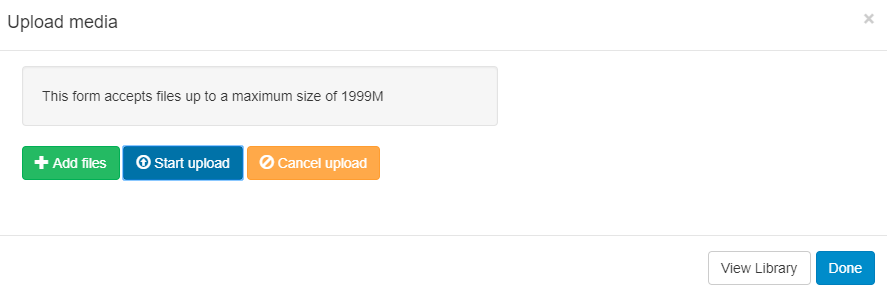 Upload media
×
This form accepts files up to a maximum size of 1999M
Add files Start upload Cancel upload
View Library Done